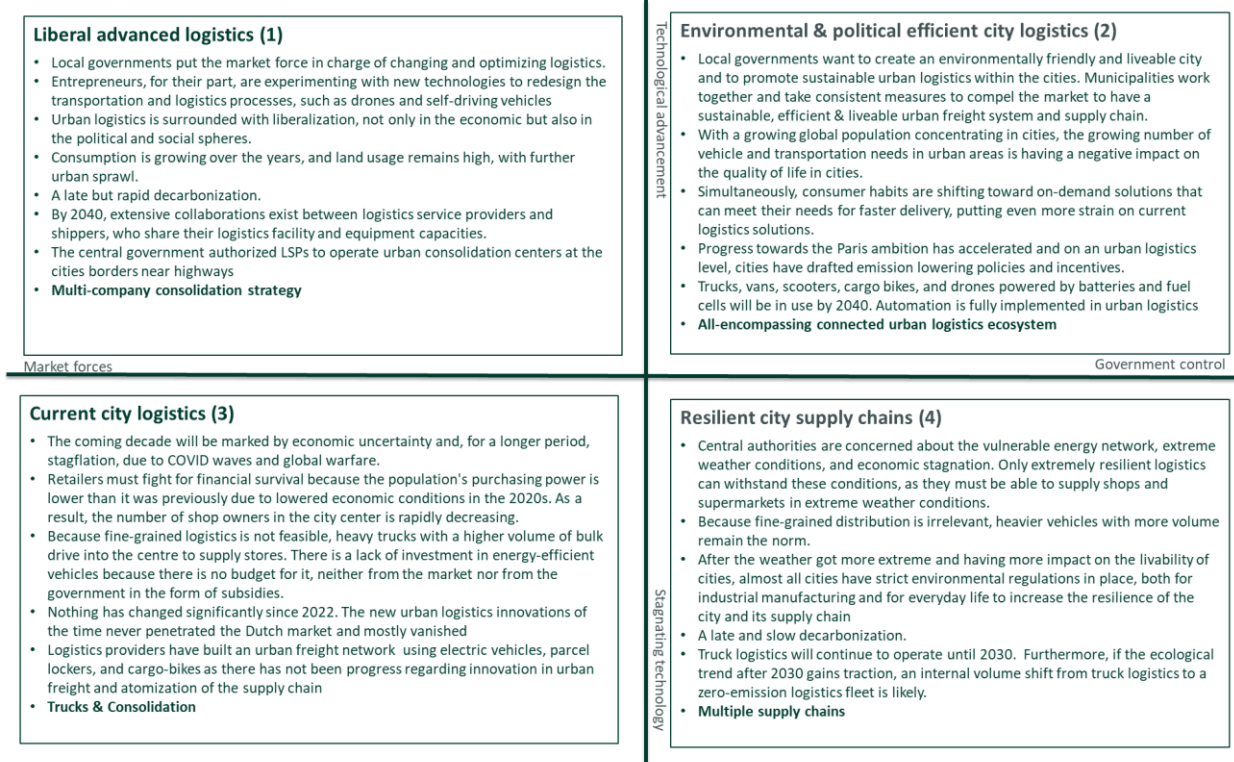 Liberal advanced logistics (1)
• Local governments put the market force in charge of changing and optimizing logistics.
• Entrepreneurs, for their part, are experimenting with new technologies to redesign the
transportation and logistics processes, such as drones and self-driving vehicles
• Urban logistics is surrounded with liberalization, not only in the economic but also in
the political and social spheres.
• Consumption is growing over the years, and land usage remains high, with further
urban sprawl.
• A late but rapid decarbonization.
• By 2040, extensive collaborations exist between logistics service providers and
shippers, who share their logistics facility and equipment capacities.
• The central government authorized LSPs to operate urban consolidation centers at the
cities borders near highways
• Multi-company consolidation strategy
Market forces
Technological advancement
Environmental & political efficient city logistics (2)
• Local governments want to create an environmentally friendly and liveable city
and to promote sustainable urban logistics within the cities. Municipalities work
together and take consistent measures to compel the market to have a
sustainable, efficient & liveable urban freight system and supply chain.
• With a growing global population concentrating in cities, the growing number of
vehicle and transportation needs in urban areas is having a negative impact on
the quality of life in cities.
• Simultaneously, consumer habits are shifting toward on-demand solutions that
can meet their needs for faster delivery, putting even more strain on current
logistics solutions.
• Progress towards the Paris ambition has accelerated and on an urban logistics
level, cities have drafted emission lowering policies and incentives.
• Trucks, vans, scooters, cargo bikes, and drones powered by batteries and fuel
cells will be in use by 2040. Automation is fully implemented in urban logistics
• All-encompassing connected urban logistics ecosystem
Government control
Current city logistics (3)
• The coming decade will be marked by economic uncertainty and, for a longer period,
stagflation, due to COVID waves and global warfare.
• Retailers must fight for financial survival because the population's purchasing power is
lower than it was previously due to lowered economic conditions in the 2020s. As a
result, the number of shop owners in the city center is rapidly decreasing.
• Because fine-grained logistics is not feasible, heavy trucks with a higher volume of bulk
drive into the centre to supply stores. There is a lack of investment in energy-efficient
vehicles because there is no budget for it, neither from the market nor from the
government in the form of subsidies.
• Nothing has changed significantly since 2022. The new urban logistics innovations of
the time never penetrated the Dutch market and mostly vanished
• Logistics providers have built an urban freight network using electric vehicles, parcel
lockers, and cargo-bikes as there has not been progress regarding innovation in urban
freight and atomization of the supply chain
• Trucks & Consolidation
Stagnating technology
Resilient city supply chains (4)
• Central authorities are concerned about the vulnerable energy network, extreme
weather conditions, and economic stagnation. Only extremely resilient logistics
can withstand these conditions, as they must be able to supply shops and
supermarkets in extreme weather conditions.
• Because fine-grained distribution is irrelevant, heavier vehicles with more volume
remain the norm.
• After the weather got more extreme and having more impact on the livability of
cities, almost all cities have strict environmental regulations in place, both for
industrial manufacturing and for everyday life to increase the resilience of the
city and its supply chain
• A late and slow decarbonization.
• Truck logistics will continue to operate until 2030. Furthermore, if the ecological
trend after 2030 gains traction, an internal volume shift from truck logistics to a
zero-emission logistics fleet is likely.
• Multiple supply chains